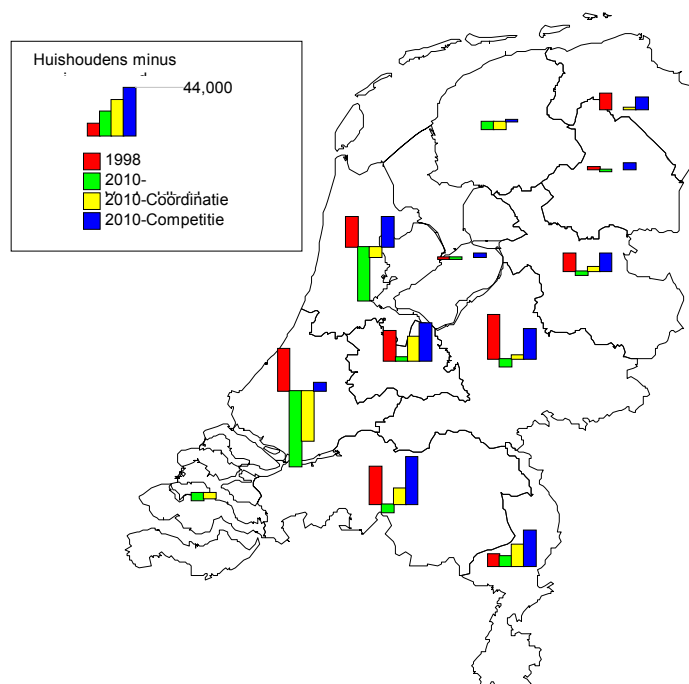 Huishoudens minus
44,000
1998
2010-
2010-Coördinatie
2010-Competitie